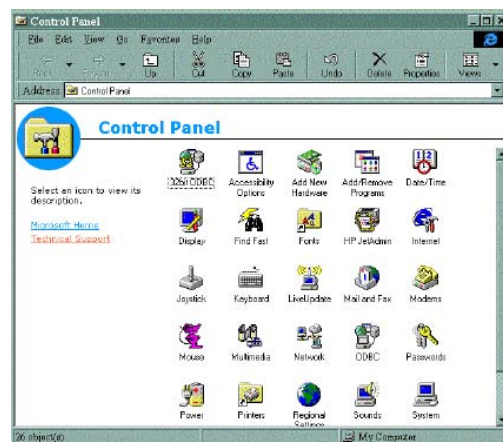 Control Panel
File Edit View Go Favorites Help
Back Forward Up Cut Copy Paste Undo Delete Properties Views
Address Control Panel
Control Panel
Select an icon to view its
description.
Microsoft Home
Technical Support
32bit ODBC Accessibility Options Add New Hardware Add/Remove Programs Date/Time
Display Find Fast Fonts HP JetAdmin Internet
Joystick Keyboard LiveUpdate Mail and Fax Modems
Mouse Multimedia Network ODBC Passwords
Power Printers Regional Settings Sounds System
26 object(s) My Computer